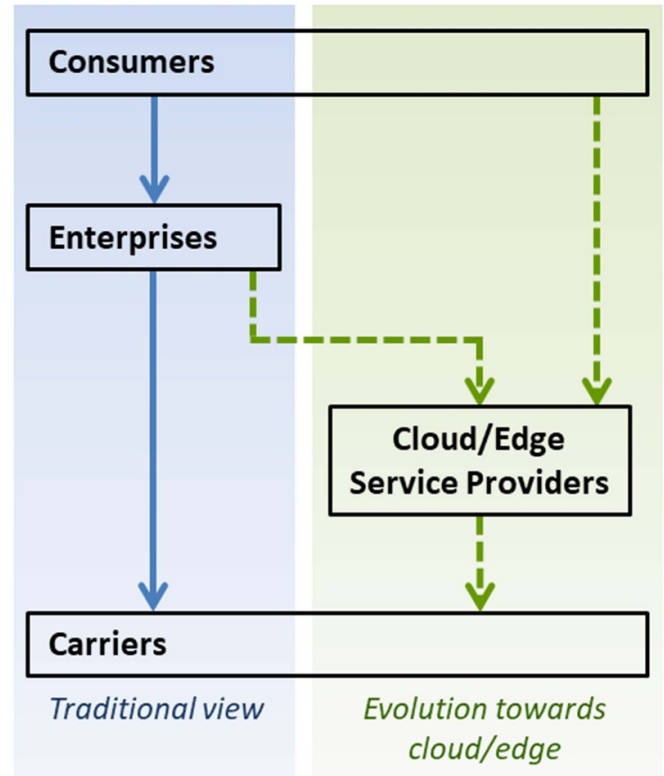 Consumers
Enterprises
Cloud/Edge
Service Providers
Carriers
Traditional view
Evolution towards
cloud/edge